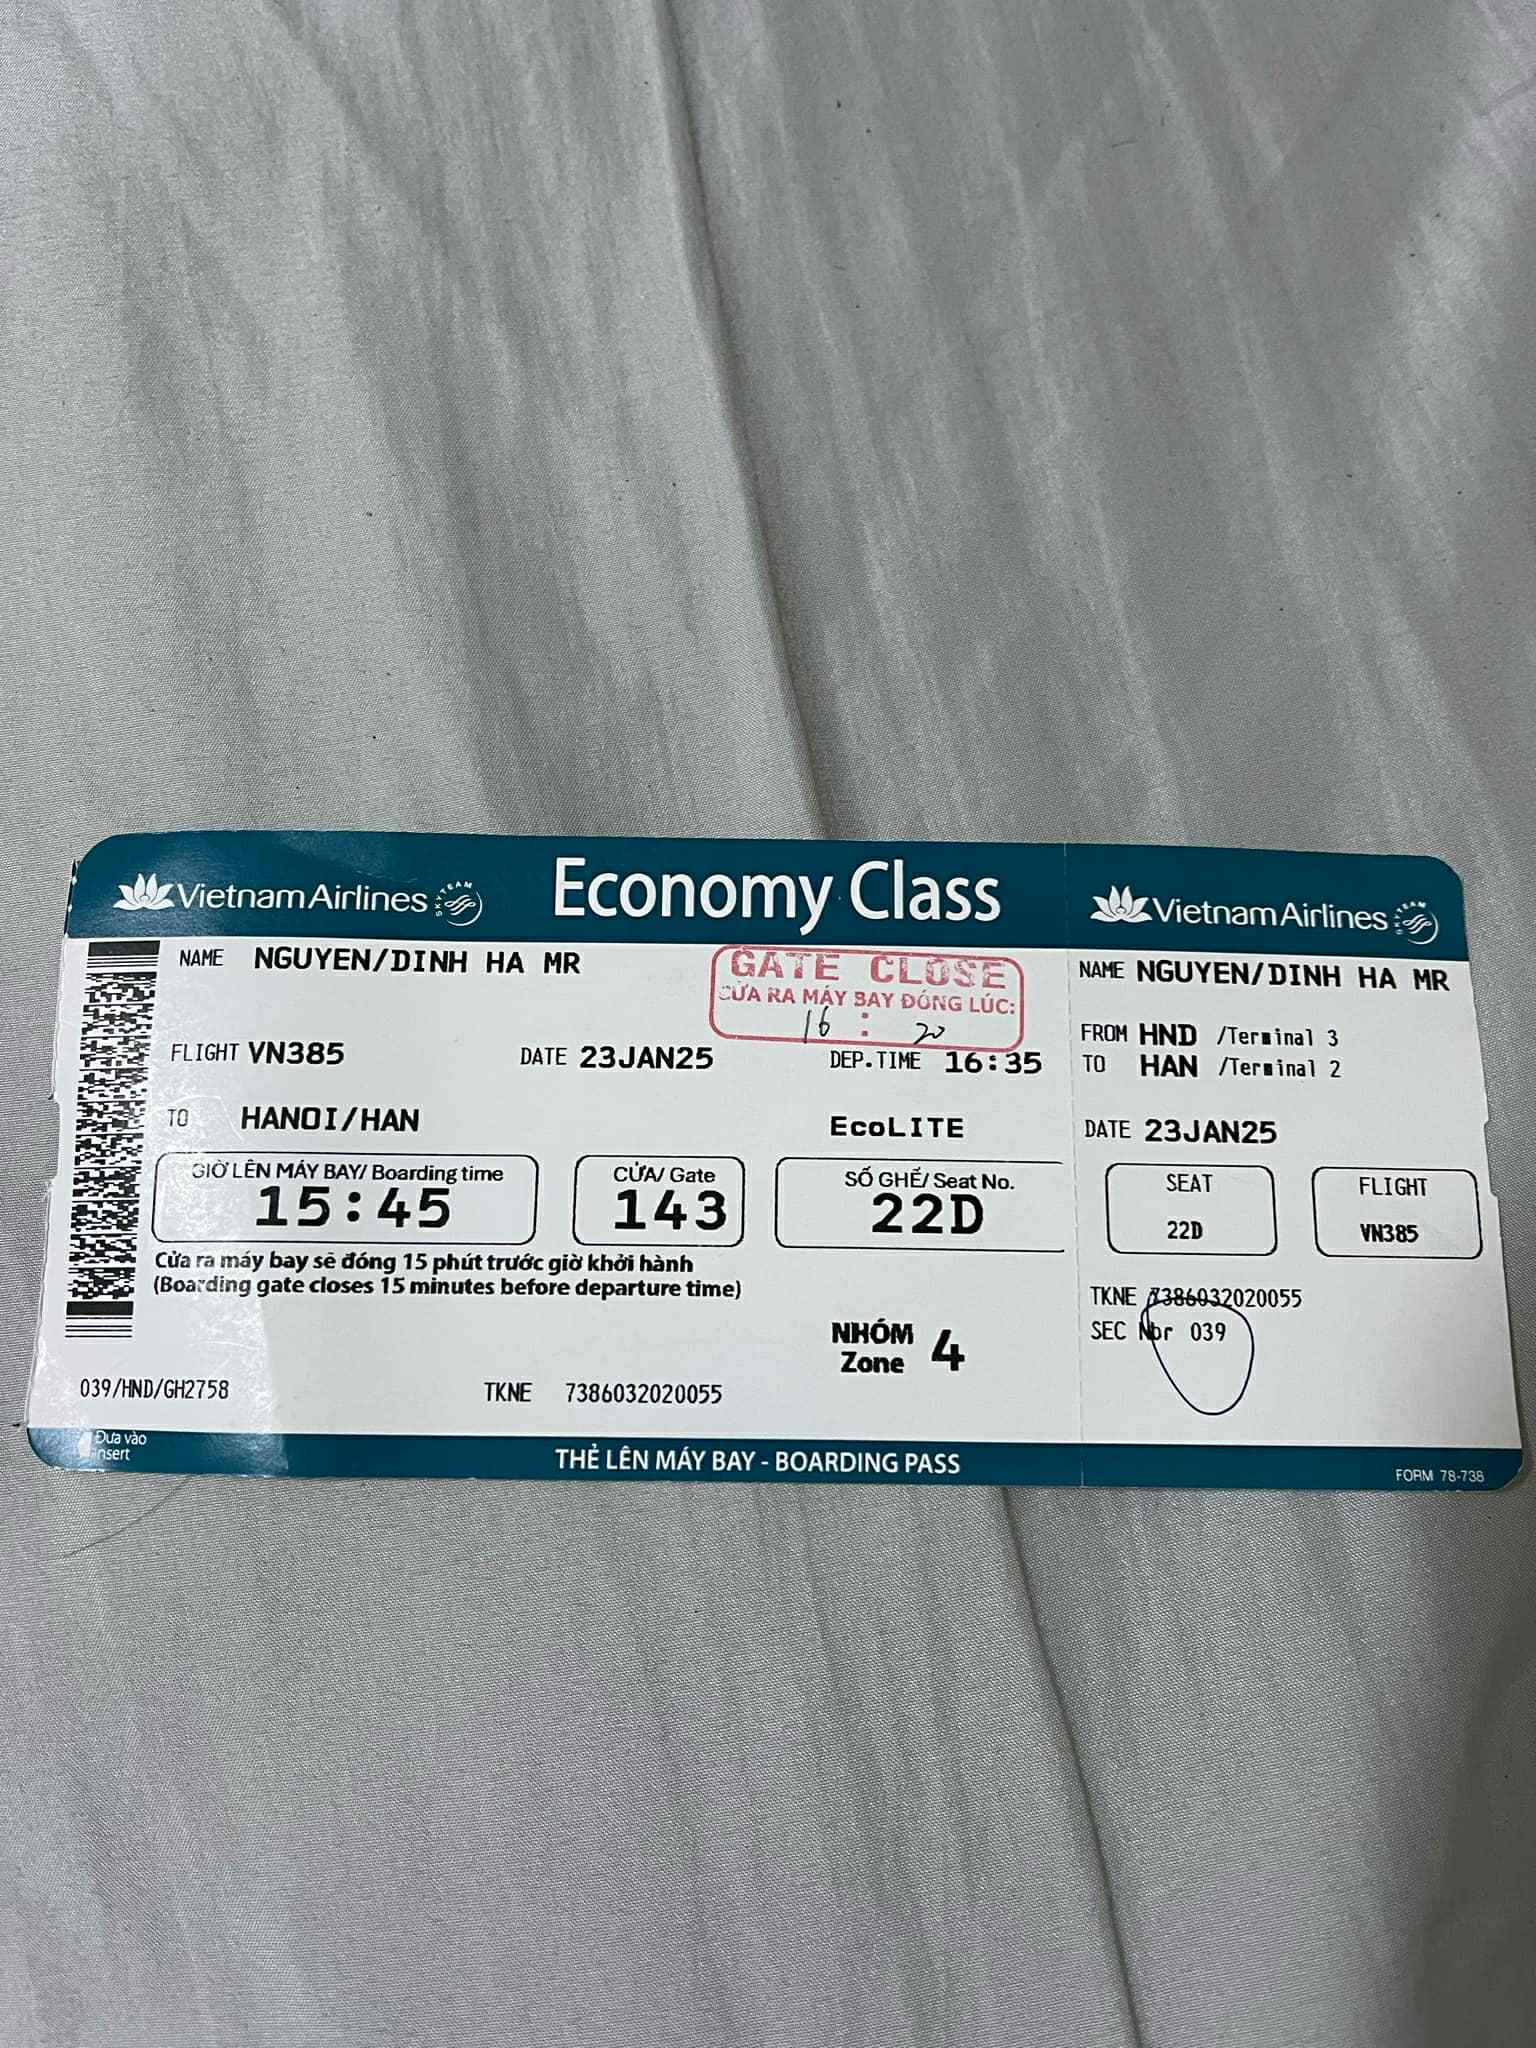 VietnamAirlines SKYTEAM
Economy Class
NAME NGUYEN/DINH HA MR
GATE CLOSE
CỬA RA MÁY BAY ĐÓNG LÚC:
16 : 20
FLIGHT VN385 DATE 23JAN25 DEP.TIME 16:35
TO HANOI/HAN EcoLITE
GIỜ LÊN MÁY BAY/ Boarding time
15:45
CỬA/ Gate
143
SỐ GHẾ/ Seat No.
22D
Cửa ra máy bay sẽ đóng 15 phút trước giờ khởi hành
(Boarding gate closes 15 minutes before departure time)
NHÓM
Zone 4
039/HND/GH2758 TKNE 7386032020055
Đưa vào
insert
THẺ LÊN MÁY BAY - BOARDING PASS
VietnamAirlines SKYTEAM
NAME NGUYEN/DINH HA MR
FROM HND /Terminal 3
TO HAN /Terminal 2
DATE 23JAN25
SEAT
22D
FLIGHT
VN385
TKNE 7386032020055
SEC Nbr 039
FORM 78-738